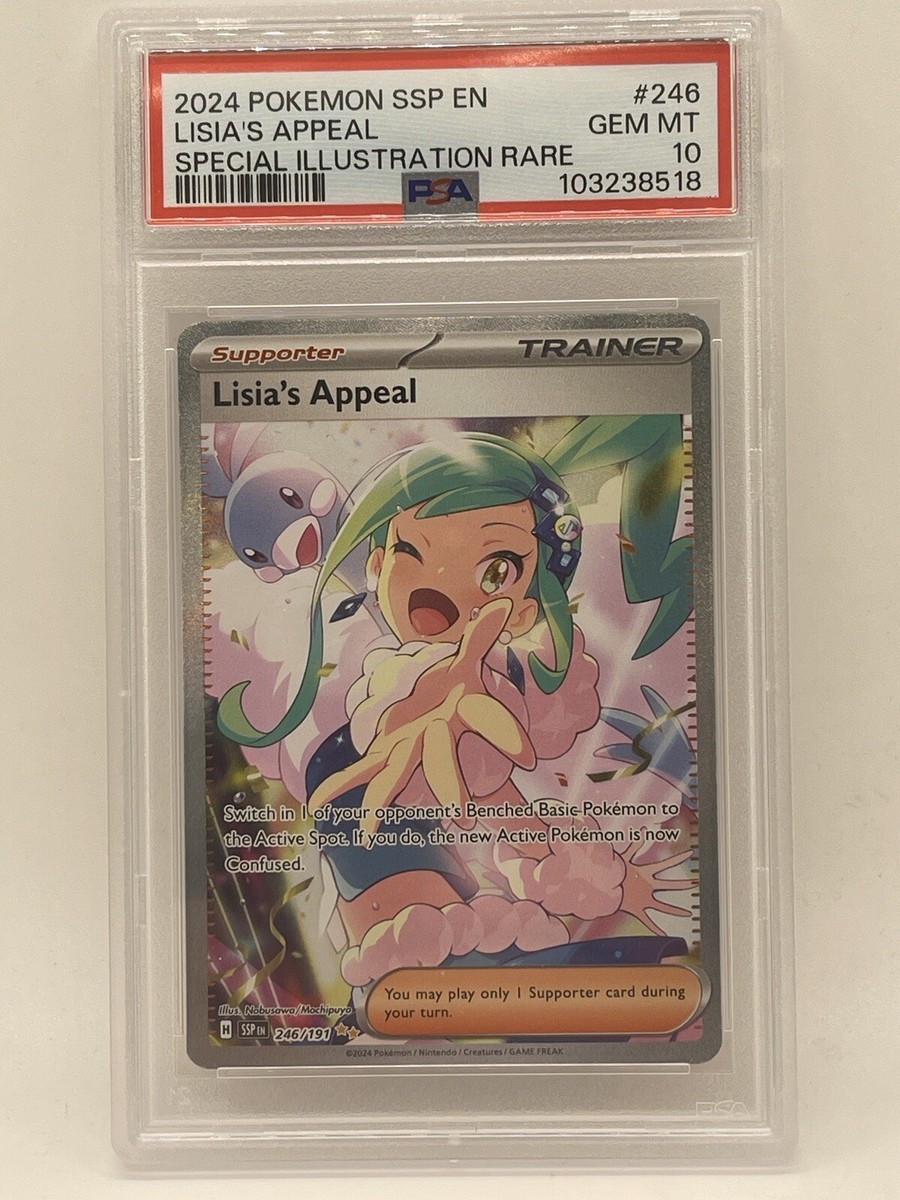 2024 POKEMON SSP EN #246
LISIA'S APPEAL GEM MT
SPECIAL ILLUSTRATION RARE 10
PSA 103238518
Supporter TRAINER
Lisia's Appeal
Switch in 1 of your opponent's Benched Basic Pokémon to
the Active Spot. If you do, the new Active Pokémon is now
Confused.
You may play only 1 Supporter card during
your turn.
Illus. Nobusawa/Mochipuyo
H SSP EN 246/191
©2024 Pokémon / Nintendo / Creatures / GAME FREAK
PSA